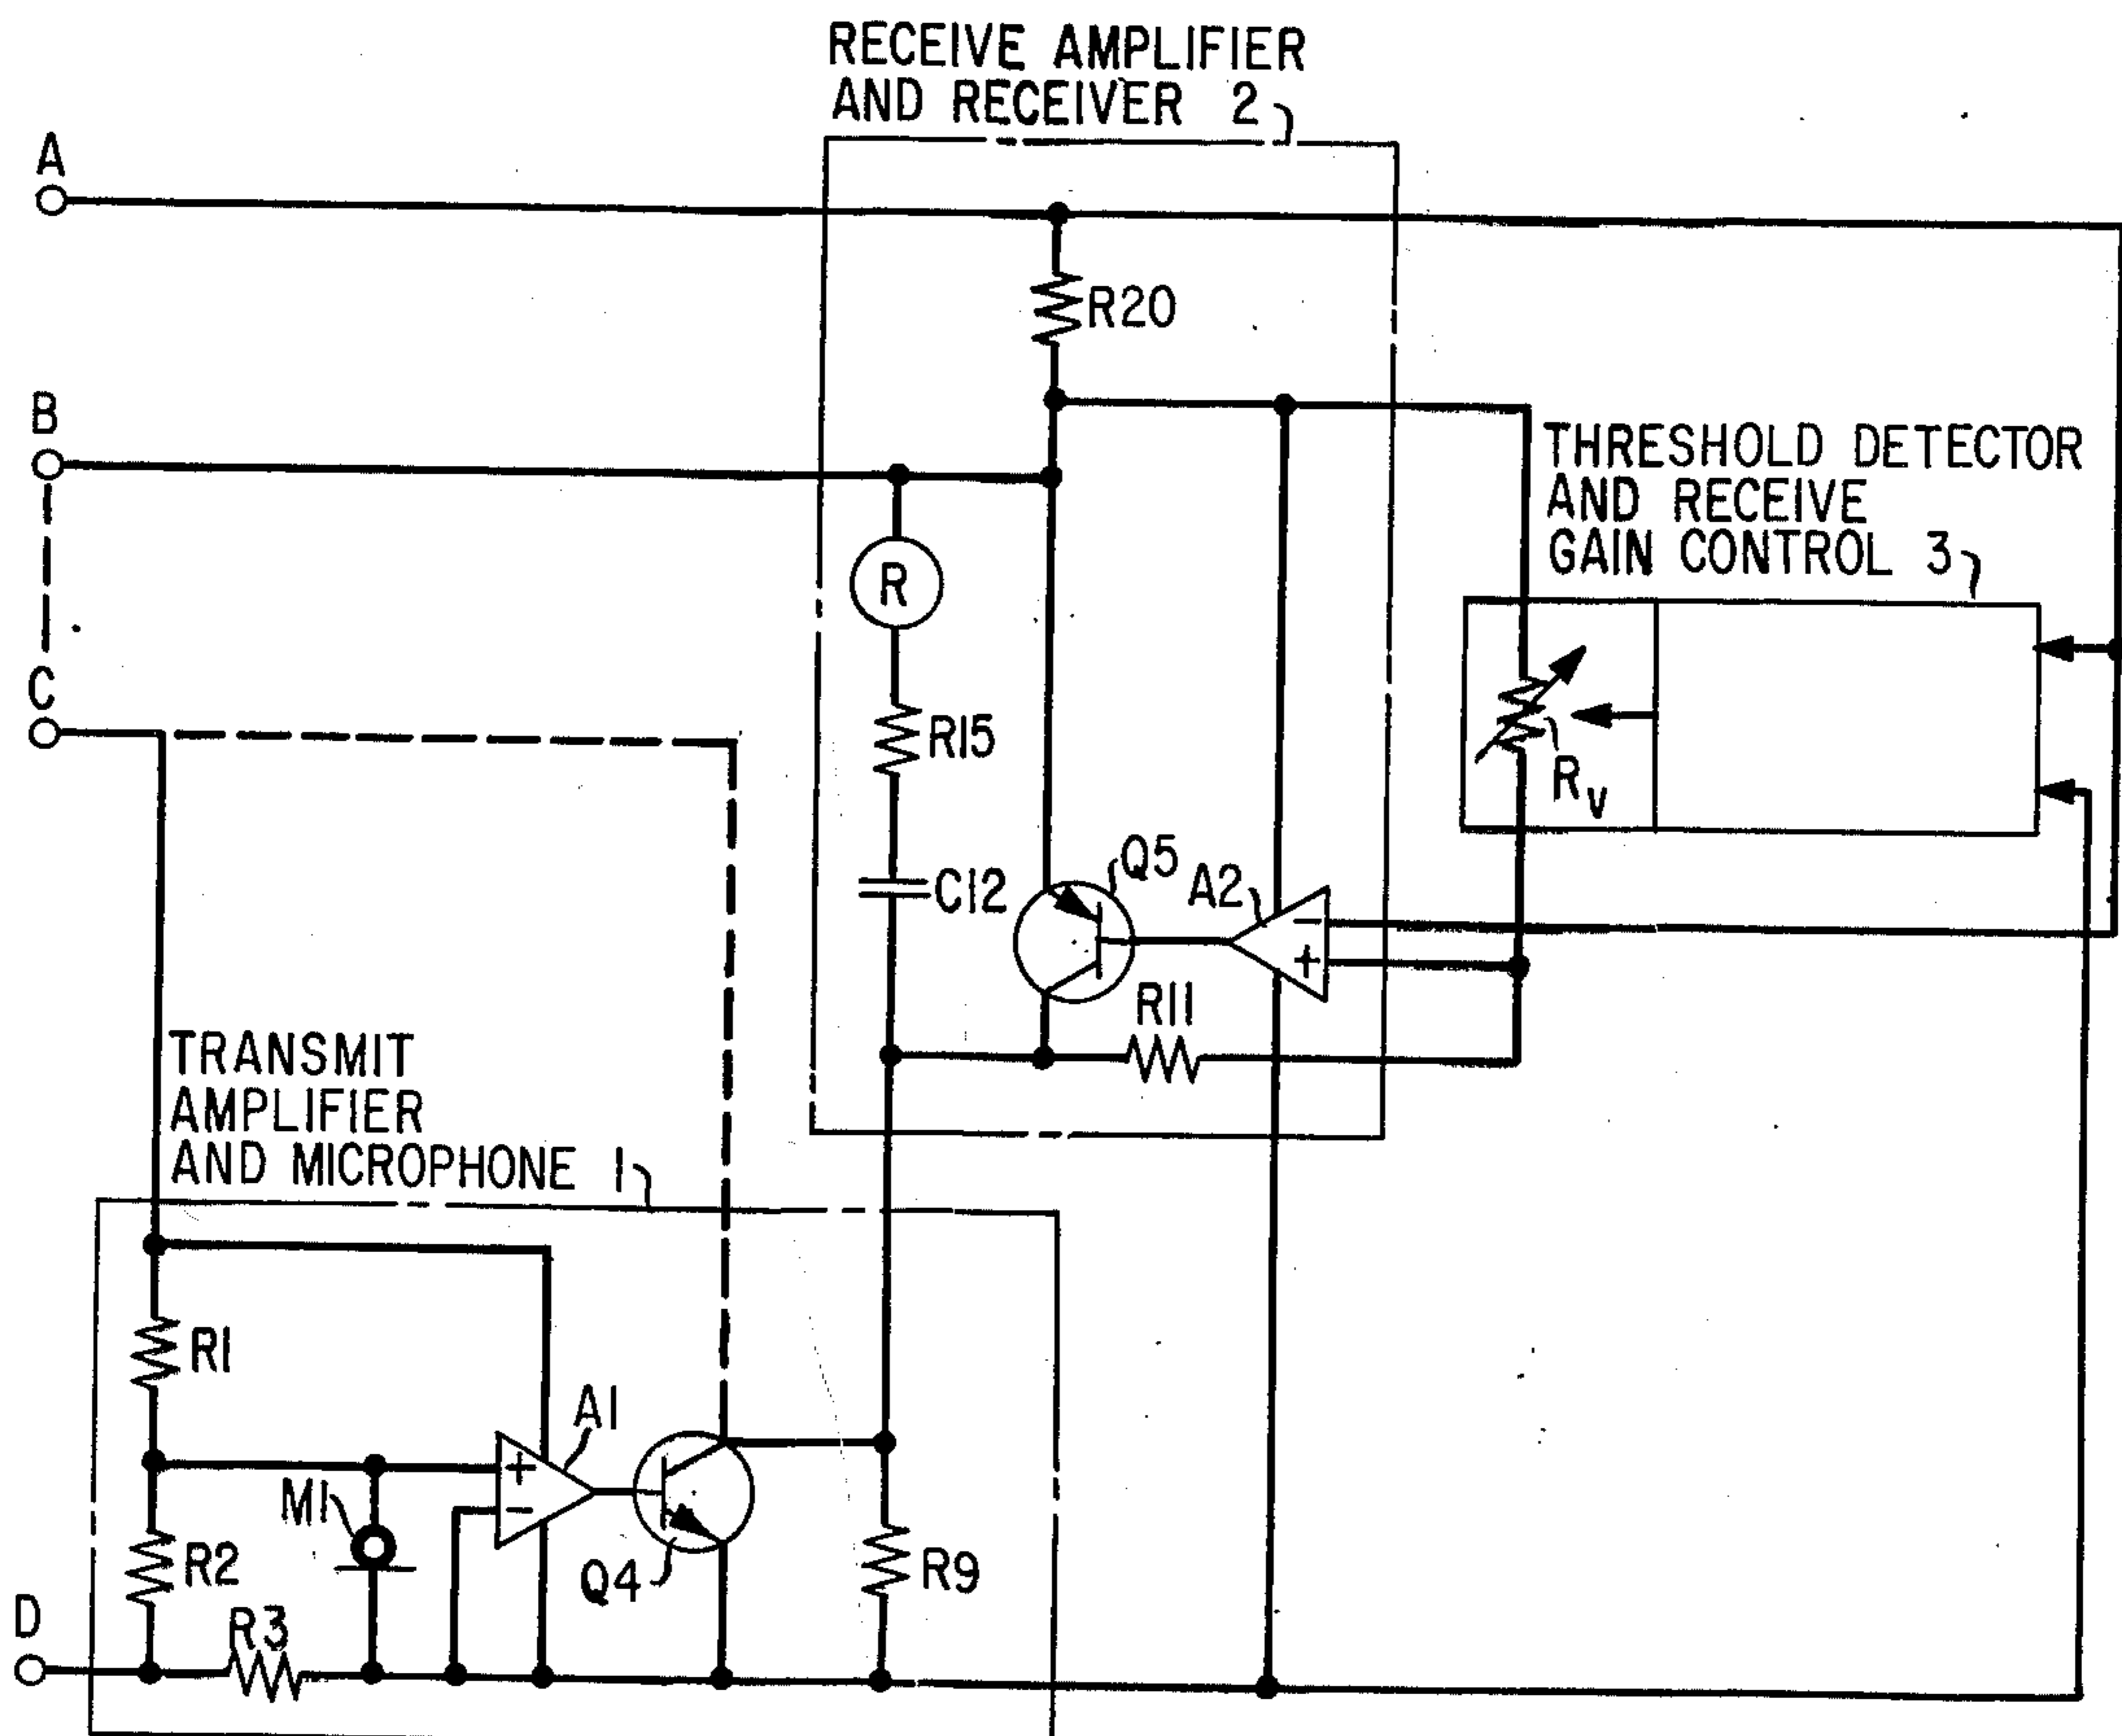 RECEIVE AMPLIFIER
AND RECEIVER 2
A
R20
B
THRESHOLD DETECTOR
AND RECEIVE
GAIN CONTROL 3
R
C
R15
RV
Q5
A2
C12
−
+
R11
TRANSMIT
AMPLIFIER
AND MICROPHONE 1
R1
A1
+
−
M1
R2
Q4
R9
D
R3